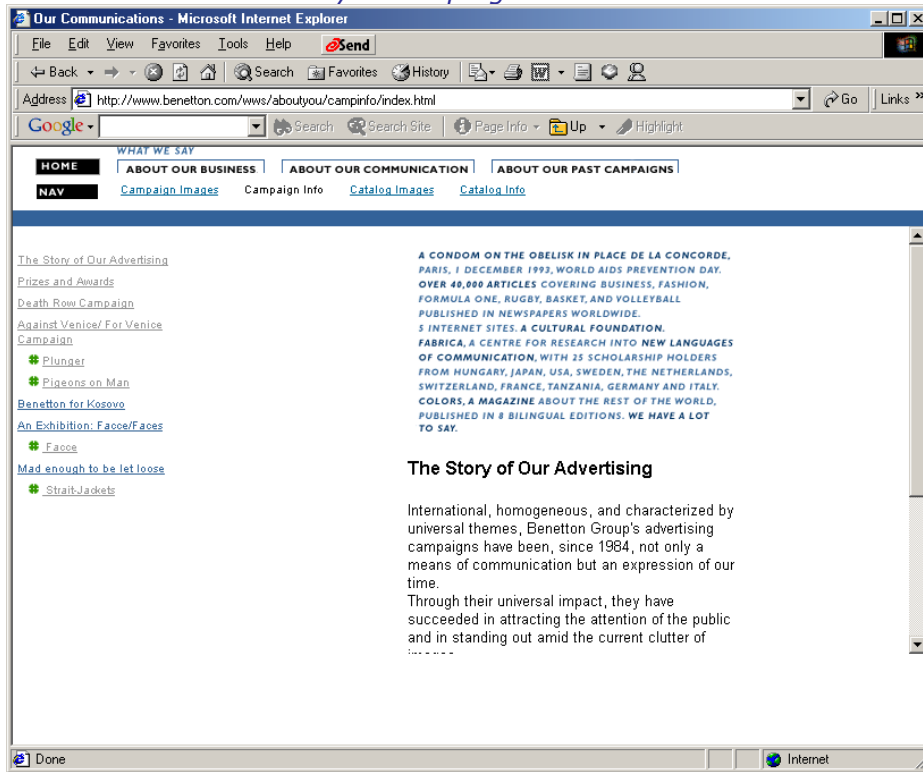 Our Communications - Microsoft Internet Explorer
File Edit View Favorites Tools Help Send
Back Search Favorites History
Address http://www.benetton.com/wws/aboutyou/campinfo/index.html Go Links »
Google Search Search Site Page Info Up Highlight
WHAT WE SAY
HOME ABOUT OUR BUSINESS ABOUT OUR COMMUNICATION ABOUT OUR PAST CAMPAIGNS
NAV Campaign Images Campaign Info Catalog Images Catalog Info
The Story of Our Advertising
Prizes and Awards
Death Row Campaign
Against Venice/ For Venice
Campaign
Plunger
Pigeons on Man
Benetton for Kosovo
An Exhibition: Facce/Faces
Facce
Mad enough to be let loose
Strait-Jackets
A CONDOM ON THE OBELISK IN PLACE DE LA CONCORDE,
PARIS, 1 DECEMBER 1993, WORLD AIDS PREVENTION DAY.
OVER 40,000 ARTICLES COVERING BUSINESS, FASHION,
FORMULA ONE, RUGBY, BASKET, AND VOLLEYBALL
PUBLISHED IN NEWSPAPERS WORLDWIDE.
5 INTERNET SITES. A CULTURAL FOUNDATION.
FABRICA, A CENTRE FOR RESEARCH INTO NEW LANGUAGES
OF COMMUNICATION, WITH 25 SCHOLARSHIP HOLDERS
FROM HUNGARY, JAPAN, USA, SWEDEN, THE NETHERLANDS,
SWITZERLAND, FRANCE, TANZANIA, GERMANY AND ITALY.
COLORS, A MAGAZINE ABOUT THE REST OF THE WORLD,
PUBLISHED IN 8 BILINGUAL EDITIONS. WE HAVE A LOT
TO SAY.
The Story of Our Advertising
International, homogeneous, and characterized by
universal themes, Benetton Group's advertising
campaigns have been, since 1984, not only a
means of communication but an expression of our
time.
Through their universal impact, they have
succeeded in attracting the attention of the public
and in standing out amid the current clutter of
Done Internet